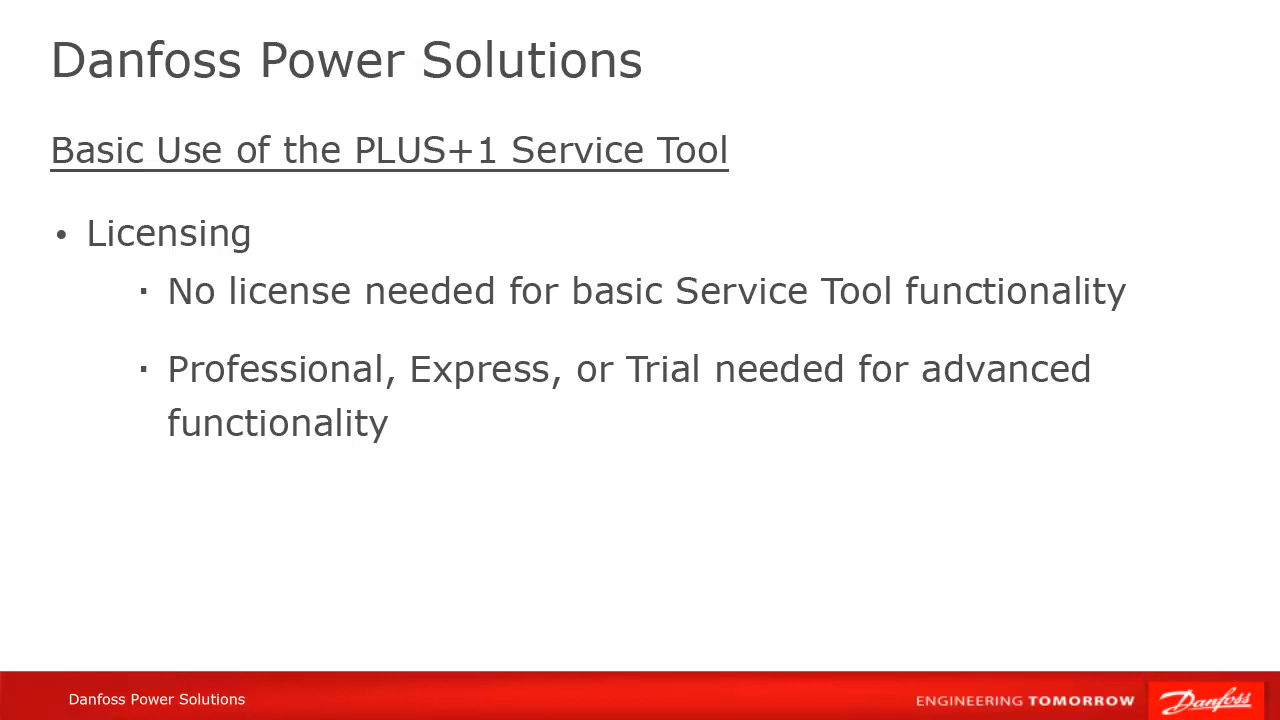 Danfoss Power Solutions
Basic Use of the PLUS+1 Service Tool
• Licensing
· No license needed for basic Service Tool functionality
· Professional, Express, or Trial needed for advanced
functionality
Danfoss Power Solutions
ENGINEERING TOMORROW
Danfoss